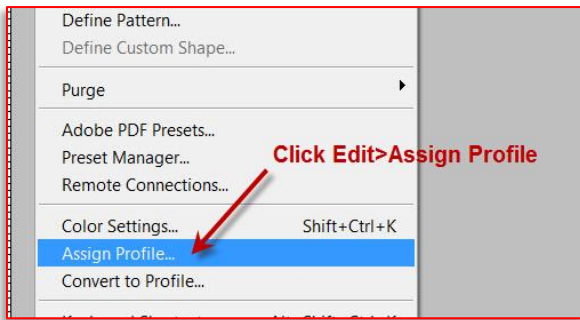 Define Pattern...
Define Custom Shape...
Purge
Adobe PDF Presets...
Preset Manager...
Click Edit>Assign Profile
Remote Connections...
Color Settings... Shift+Ctrl+K
Assign Profile...
Convert to Profile...